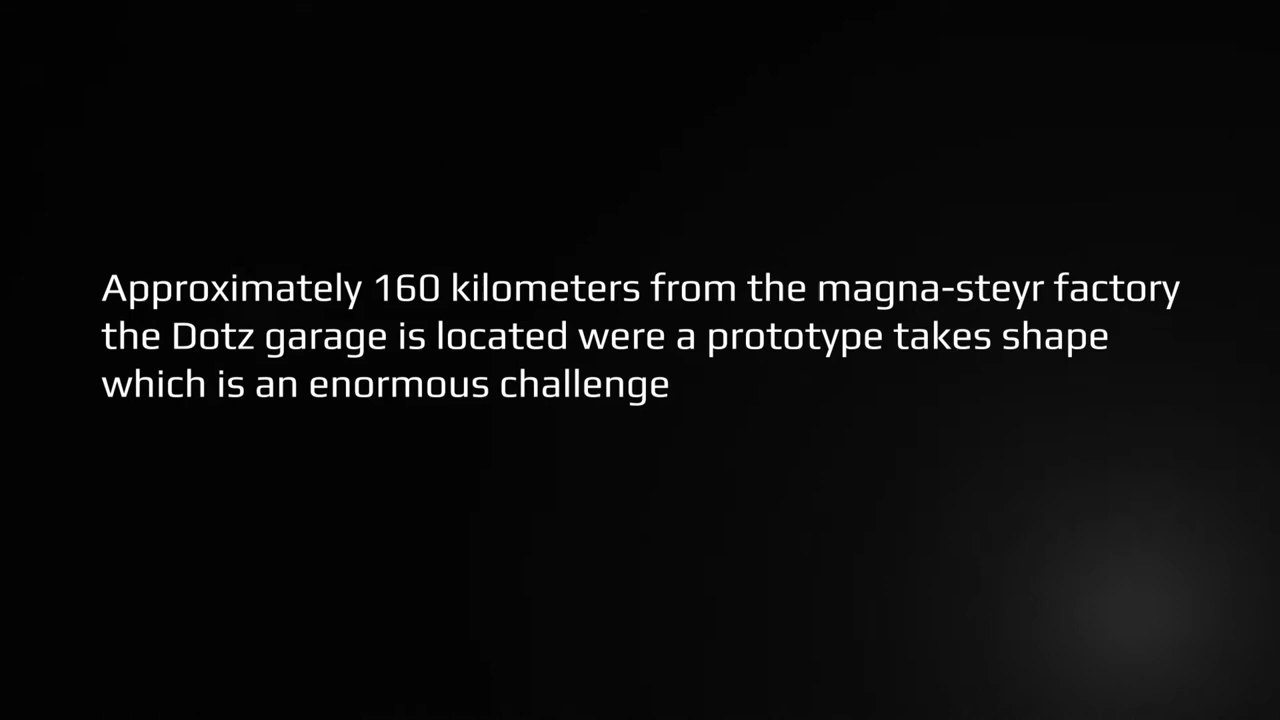 Approximately 160 kilometers from the magna-steyr factory
the Dotz garage is located were a prototype takes shape
which is an enormous challenge